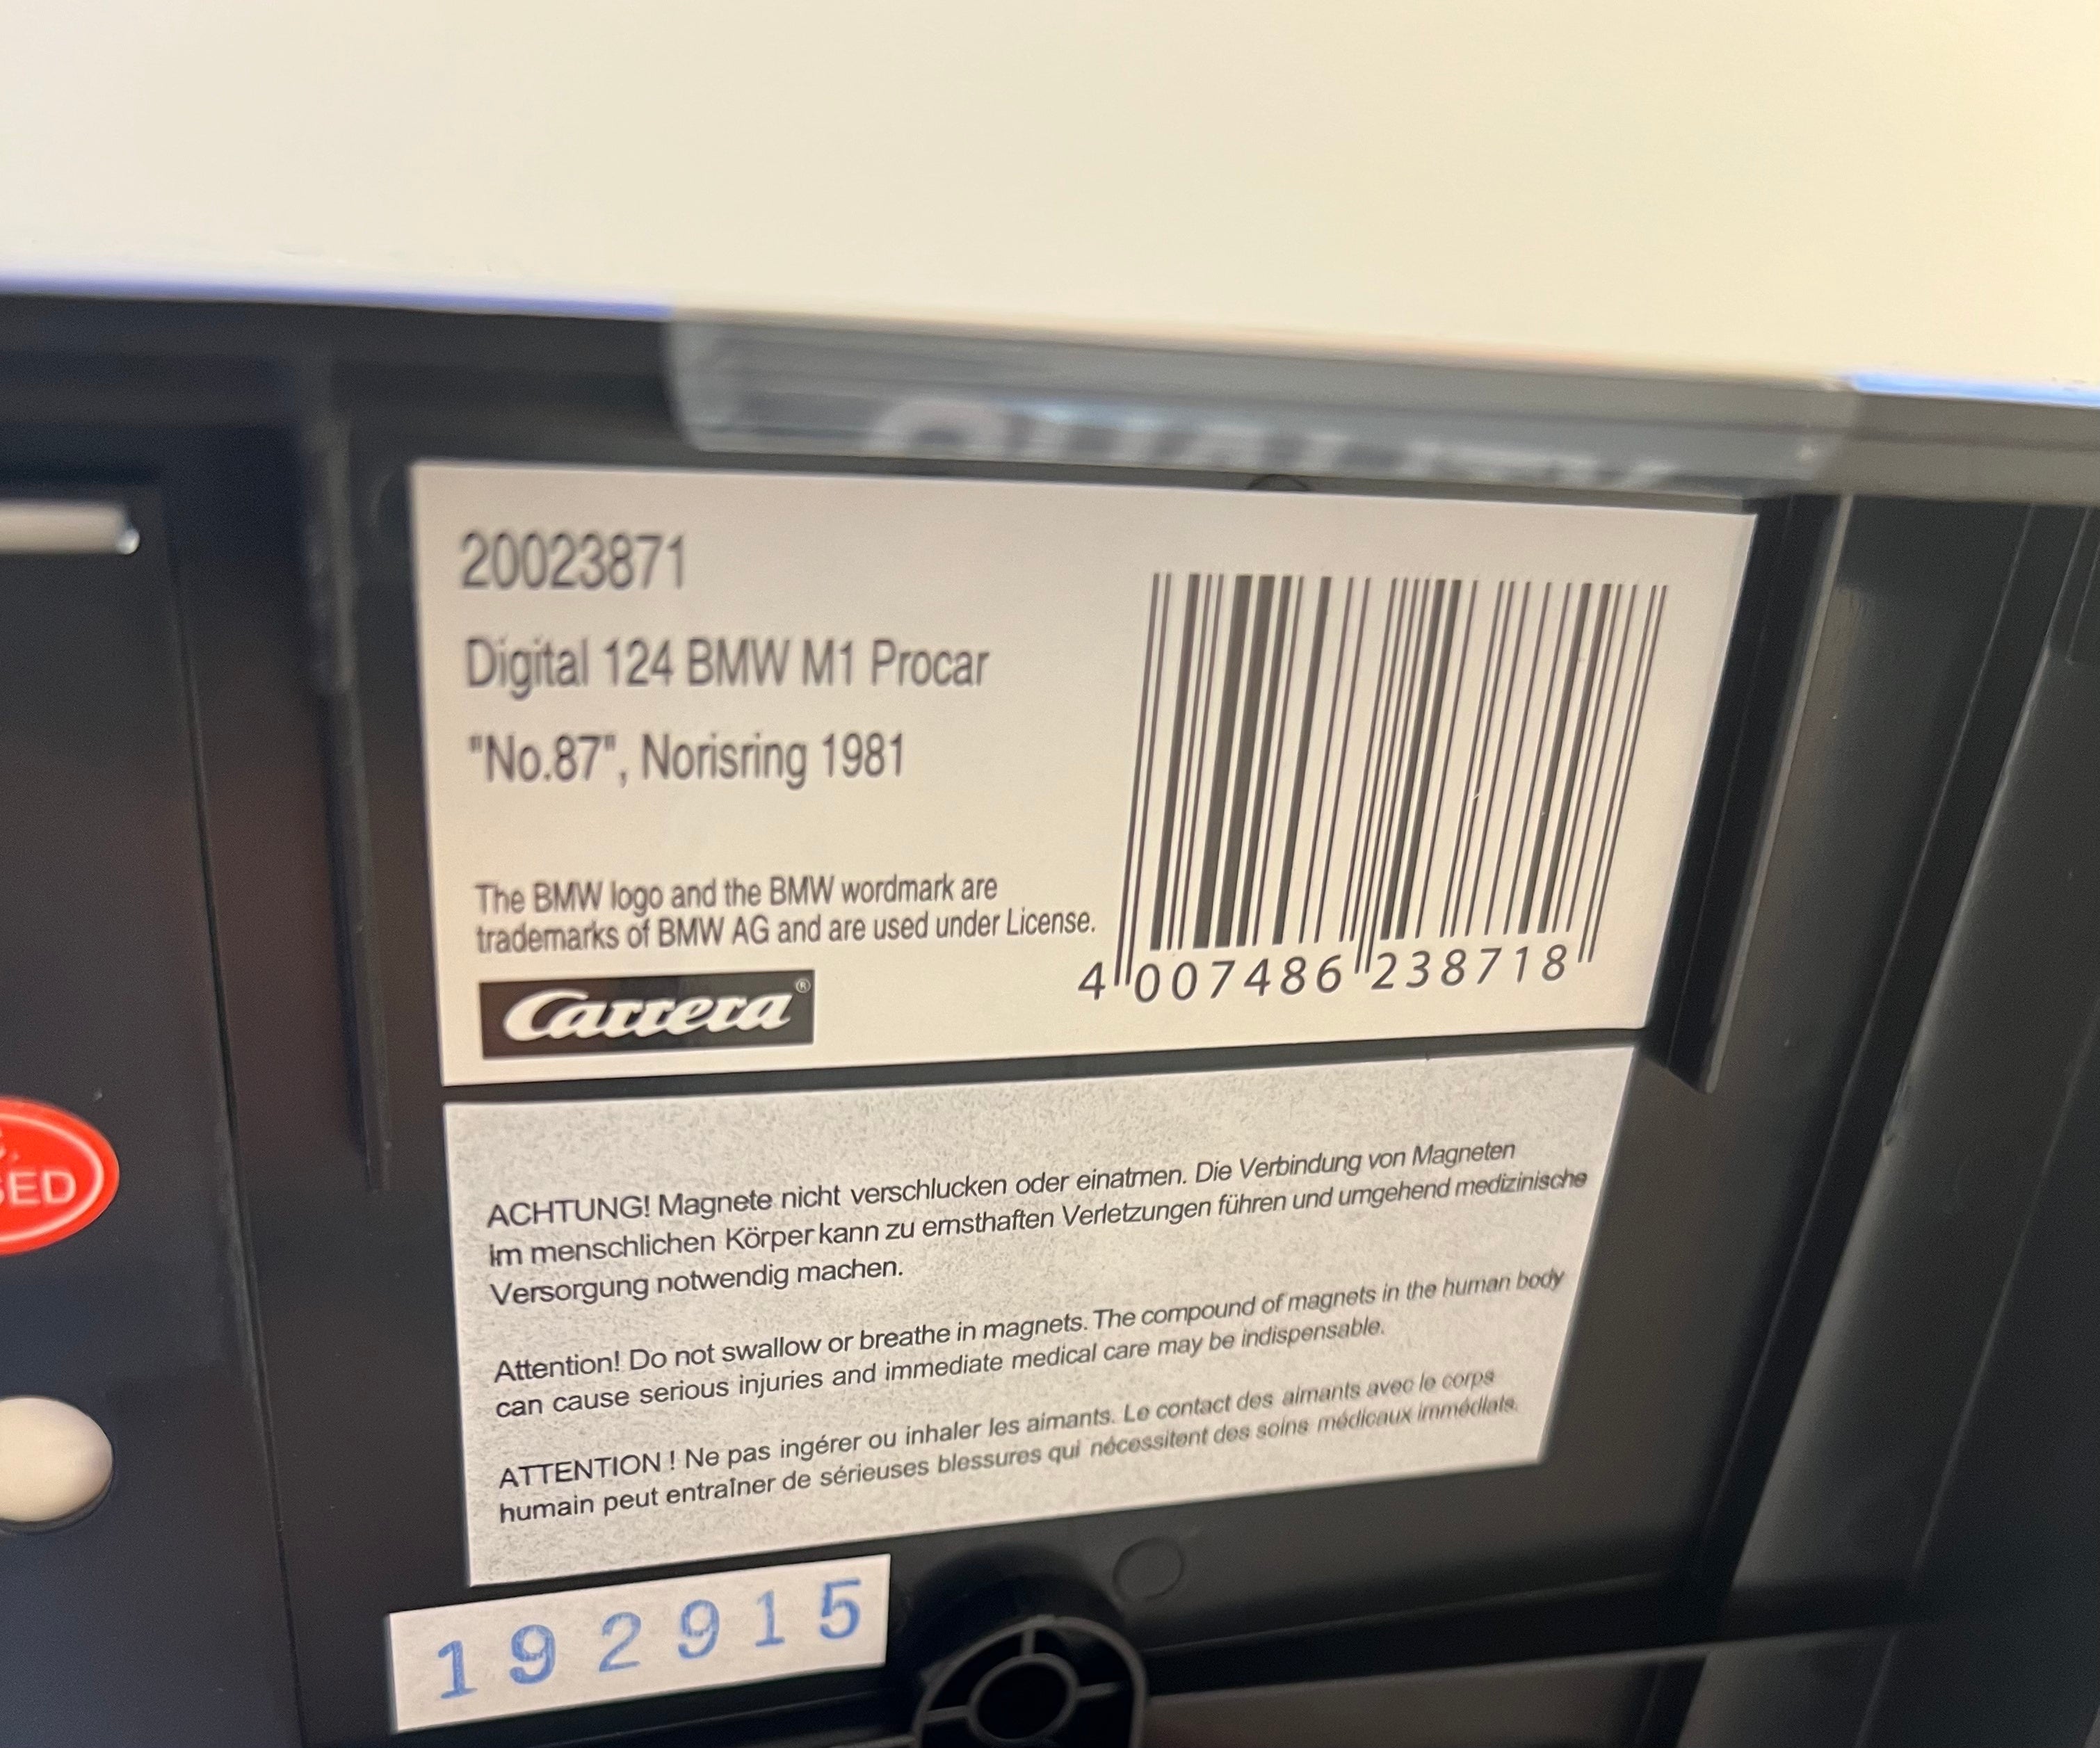 QUALITY
20023871
Digital 124 BMW M1 Procar
"No.87", Norisring 1981
The BMW logo and the BMW wordmark are
trademarks of BMW AG and are used under License.
Carrera®
4 007486 238718
SED
ACHTUNG! Magnete nicht verschlucken oder einatmen. Die Verbindung von Magneten
im menschlichen Körper kann zu ernsthaften Verletzungen führen und umgehend medizinische
Versorgung notwendig machen.
Attention! Do not swallow or breathe in magnets. The compound of magnets in the human body
can cause serious injuries and immediate medical care may be indispensable.
ATTENTION ! Ne pas ingérer ou inhaler les aimants. Le contact des aimants avec le corps
humain peut entraîner de sérieuses blessures qui nécessitent des soins médicaux immédiats.
192915